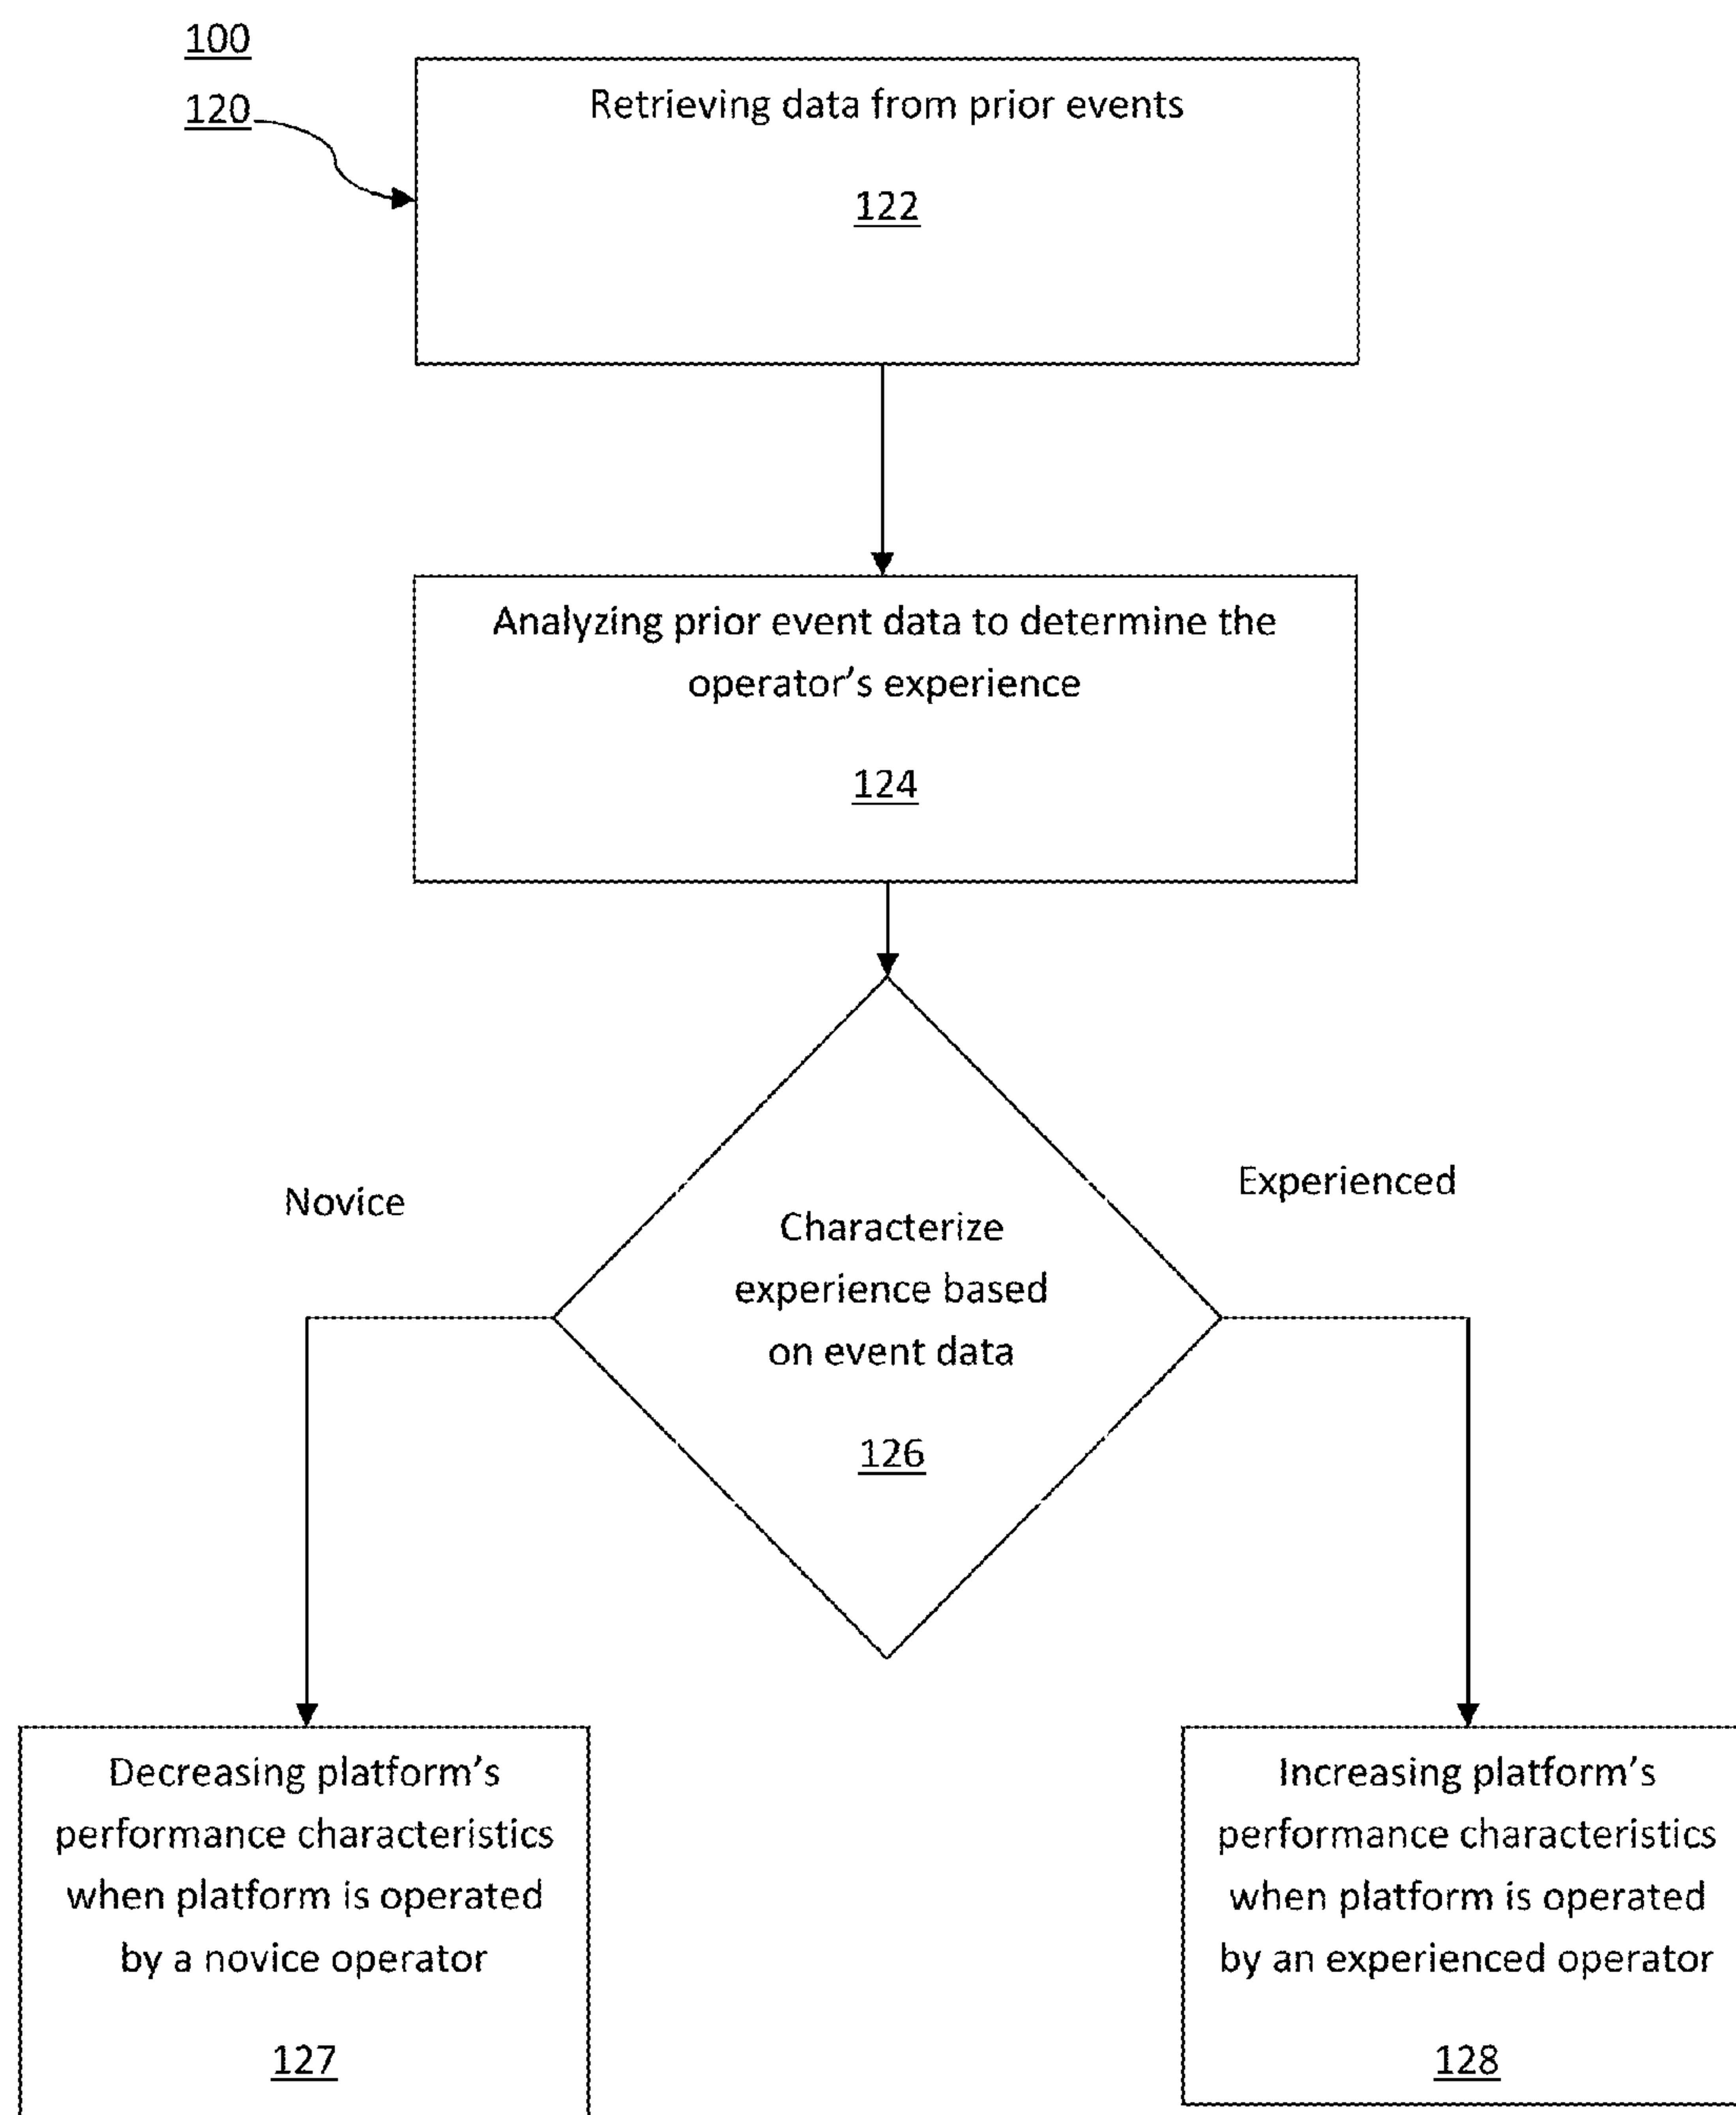 100
120
Retrieving data from prior events
122
Analyzing prior event data to determine the
operator’s experience
124
Novice
Experienced
Characterize
experience based
on event data
126
Decreasing platform’s
performance characteristics
when platform is operated
by a novice operator
127
Increasing platform’s
performance characteristics
when platform is operated
by an experienced operator
128